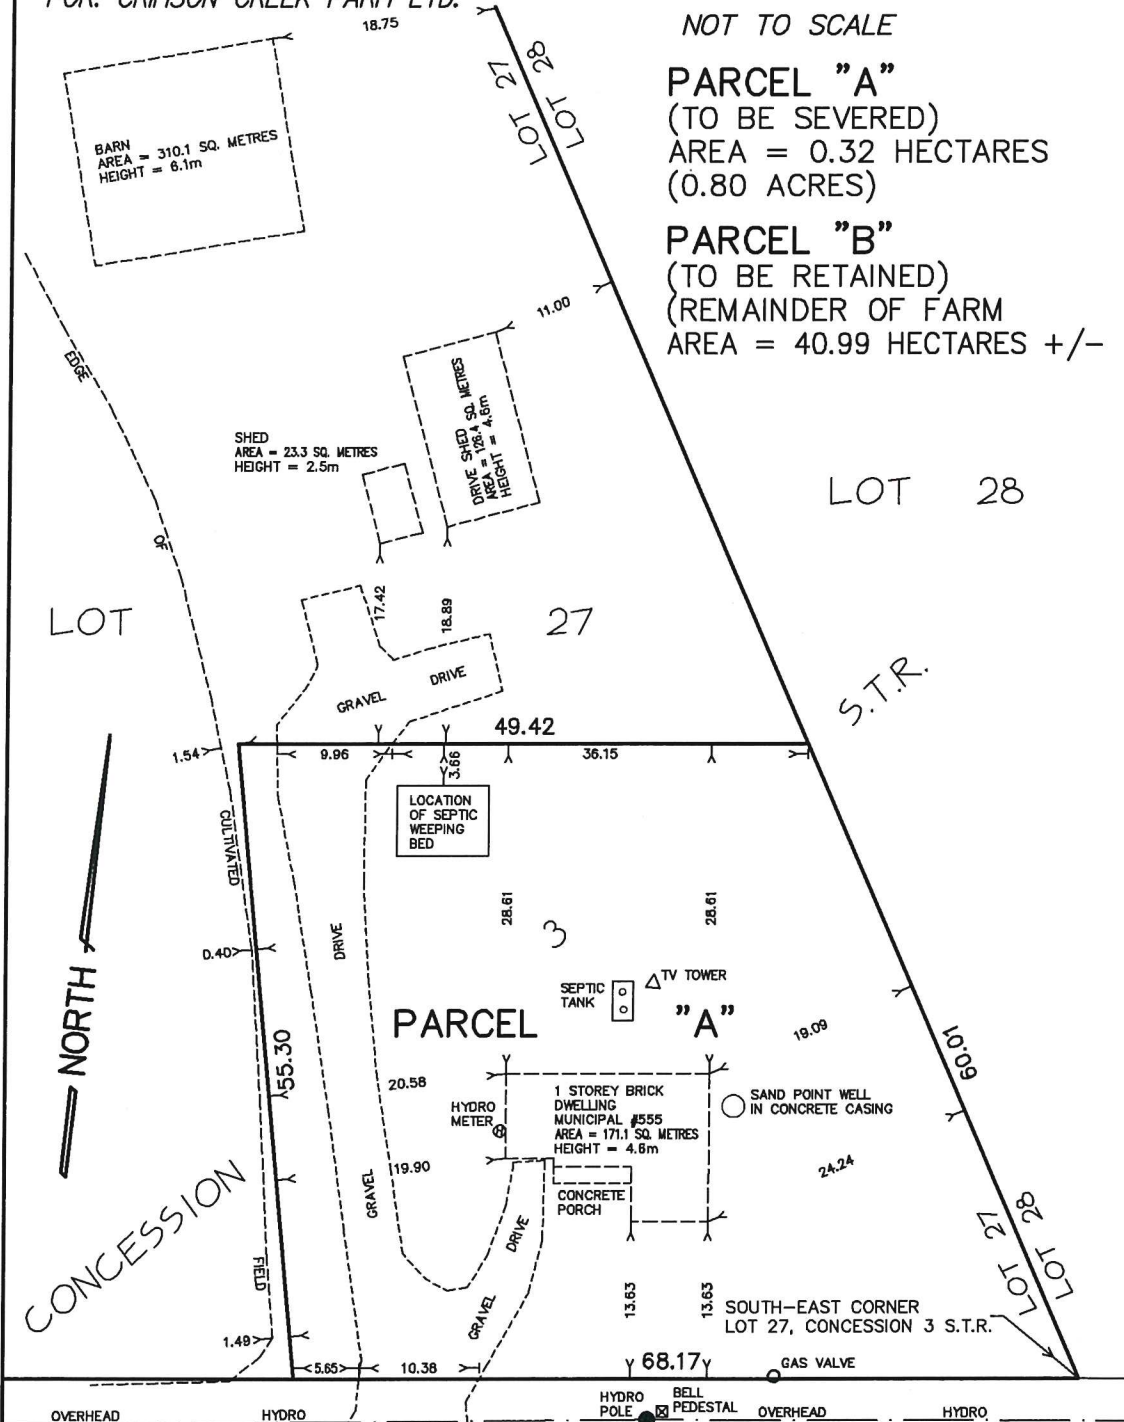 FOR: CRIMSON CREEK FARM LTD.
18.75
NOT TO SCALE
LOT 27
LOT 28
PARCEL "A"
(TO BE SEVERED)
AREA = 0.32 HECTARES
(0.80 ACRES)
BARN
AREA = 310.1 SQ. METRES
HEIGHT = 6.1m
PARCEL "B"
(TO BE RETAINED)
(REMAINDER OF FARM
AREA = 40.99 HECTARES +/-
11.00
EDGE
DRIVE SHED
AREA = 126.4 SQ. METRES
HEIGHT = 4.6m
SHED
AREA = 23.3 SQ. METRES
HEIGHT = 2.5m
LOT 28
OF
17.42
18.89
LOT 27
GRAVEL DRIVE
S.T.R.
49.42
1.54
9.96
3.66
36.15
LOCATION
OF SEPTIC
WEEPING
BED
CULTIVATED
28.61
28.61
3
DRIVE
0.40
NORTH
SEPTIC
TANK
TV TOWER
PARCEL "A"
19.09
55.30
60.01
20.58
HYDRO
METER
1 STOREY BRICK
DWELLING
MUNICIPAL #555
AREA = 171.1 SQ. METRES
HEIGHT = 4.6m
SAND POINT WELL
IN CONCRETE CASING
19.90
24.24
GRAVEL
CONCRETE
PORCH
CONCESSION
DRIVE
LOT 27
LOT 28
FIELD
GRAVEL
13.63
13.63
SOUTH-EAST CORNER
LOT 27, CONCESSION 3 S.T.R.
1.49
5.65
10.38
68.17
GAS VALVE
OVERHEAD HYDRO
HYDRO
POLE
BELL
PEDESTAL
OVERHEAD HYDRO